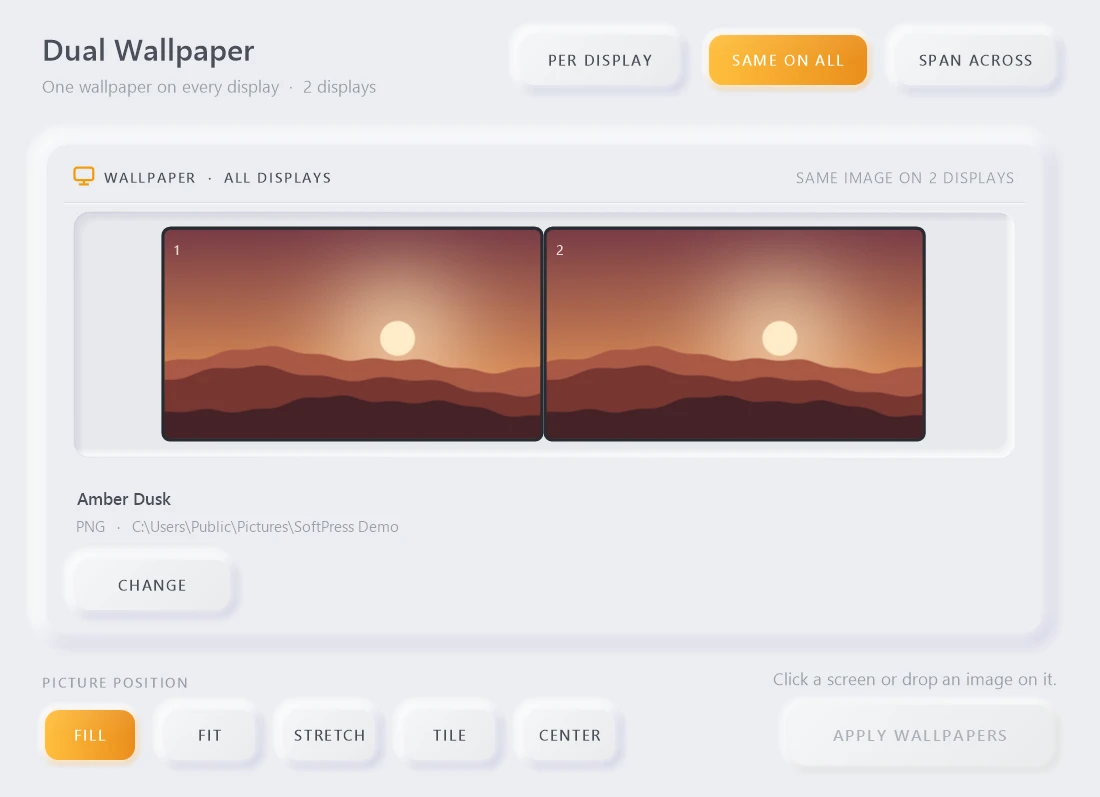 Dual Wallpaper
One wallpaper on every display · 2 displays
PER DISPLAY
SAME ON ALL
SPAN ACROSS
WALLPAPER · ALL DISPLAYS
SAME IMAGE ON 2 DISPLAYS
1
2
Amber Dusk
PNG · C:\Users\Public\Pictures\SoftPress Demo
CHANGE
PICTURE POSITION
Click a screen or drop an image on it.
FILL
FIT
STRETCH
TILE
CENTER
APPLY WALLPAPERS